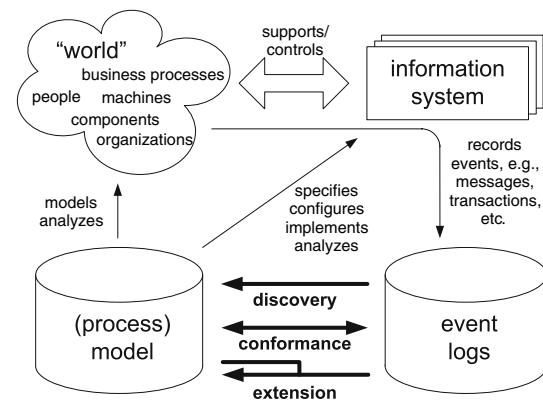 “world”
business processes
people machines
components
organizations
supports/
controls
information
system
records
events, e.g.,
messages,
transactions,
etc.
models
analyzes
specifies
configures
implements
analyzes
(process)
model
discovery
conformance
extension
event
logs